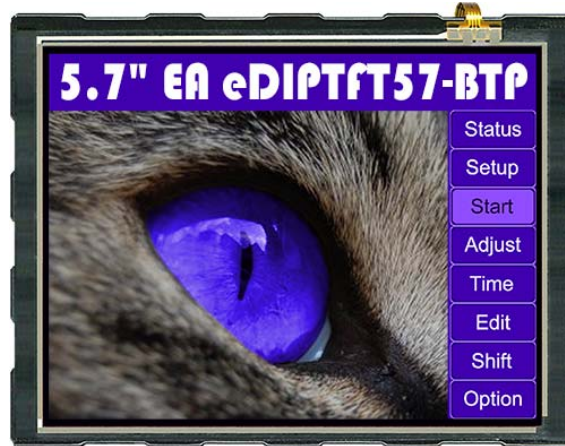 5.7" EA eDIPTFT57-BTP
Status
Setup
Start
Adjust
Time
Edit
Shift
Option